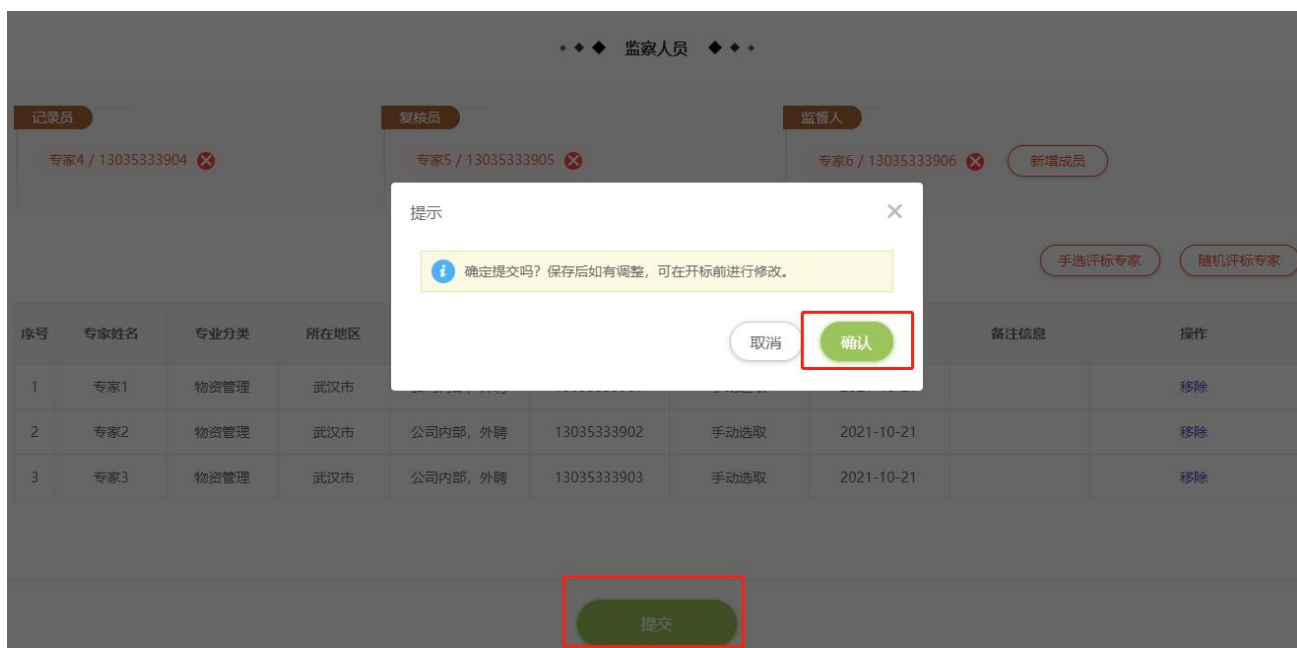 监察人员
记录员 复核员 监督人
专家4 / 13035333904 专家5 / 13035333905 专家6 / 13035333906 新增成员
提示
确定提交吗？保存后如有调整，可在开标前进行修改。
手选评标专家 随机评标专家
取消 确认
序号 专家姓名 专业分类 所在地区 备注信息 操作
1 专家1 物资管理 武汉市 移除
2 专家2 物资管理 武汉市 公司内部，外聘 13035333902 手动选取 2021-10-21 移除
3 专家3 物资管理 武汉市 公司内部，外聘 13035333903 手动选取 2021-10-21 移除
提交